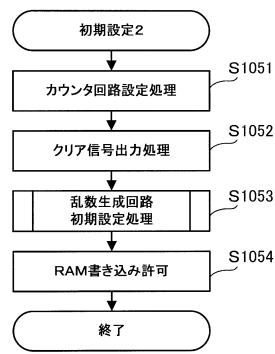 初期設定２
S1051
カウンタ回路設定処理
S1052
クリア信号出力処理
S1053
乱数生成回路
初期設定処理
S1054
ＲＡＭ書き込み許可
終了